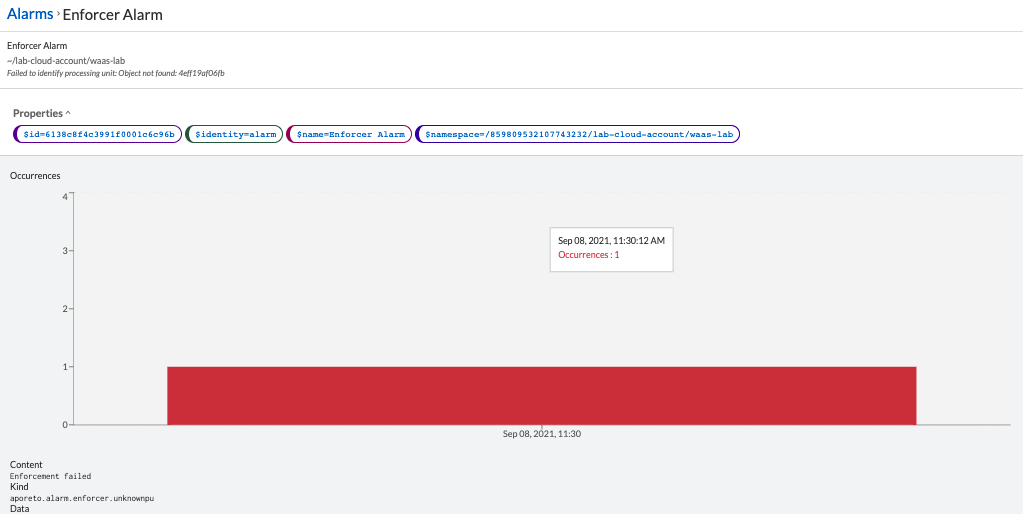 Alarms › Enforcer Alarm
Enforcer Alarm
~/lab-cloud-account/waas-lab
Failed to identify processing unit: Object not found: 4eff19af06fb
Properties ^
$id=6138c8f4c3991f0001c6c96b $identity=alarm $name=Enforcer Alarm $namespace=/859809532107743232/lab-cloud-account/waas-lab
Occurrences
4
3
2
1
0
Sep 08, 2021, 11:30:12 AM
Occurrences : 1
Sep 08, 2021, 11:30
Content
Enforcement failed
Kind
aporeto.alarm.enforcer.unknownpu
Data